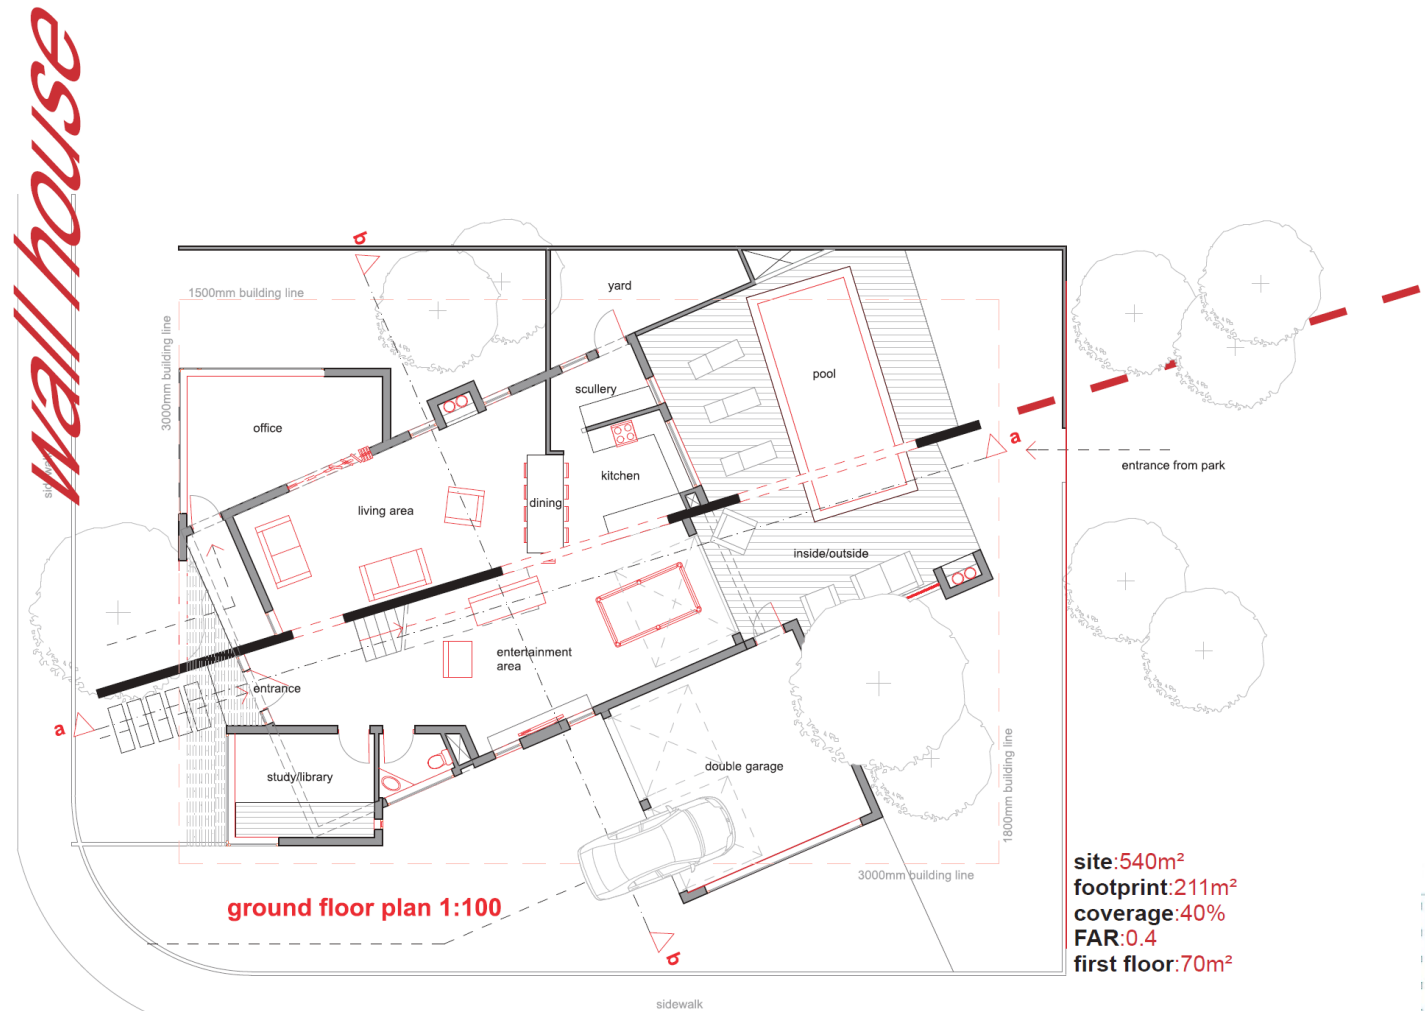 wall house
b
1500mm building line
yard
3000mm building line
pool
scullery
office
a
entrance from park
kitchen
sidewalk
dining
living area
inside/outside
entertainment
area
entrance
a
double garage
study/library
1800mm building line
3000mm building line
ground floor plan 1:100
b
sidewalk
site:540m²
footprint:211m²
coverage:40%
FAR:0.4
first floor:70m²